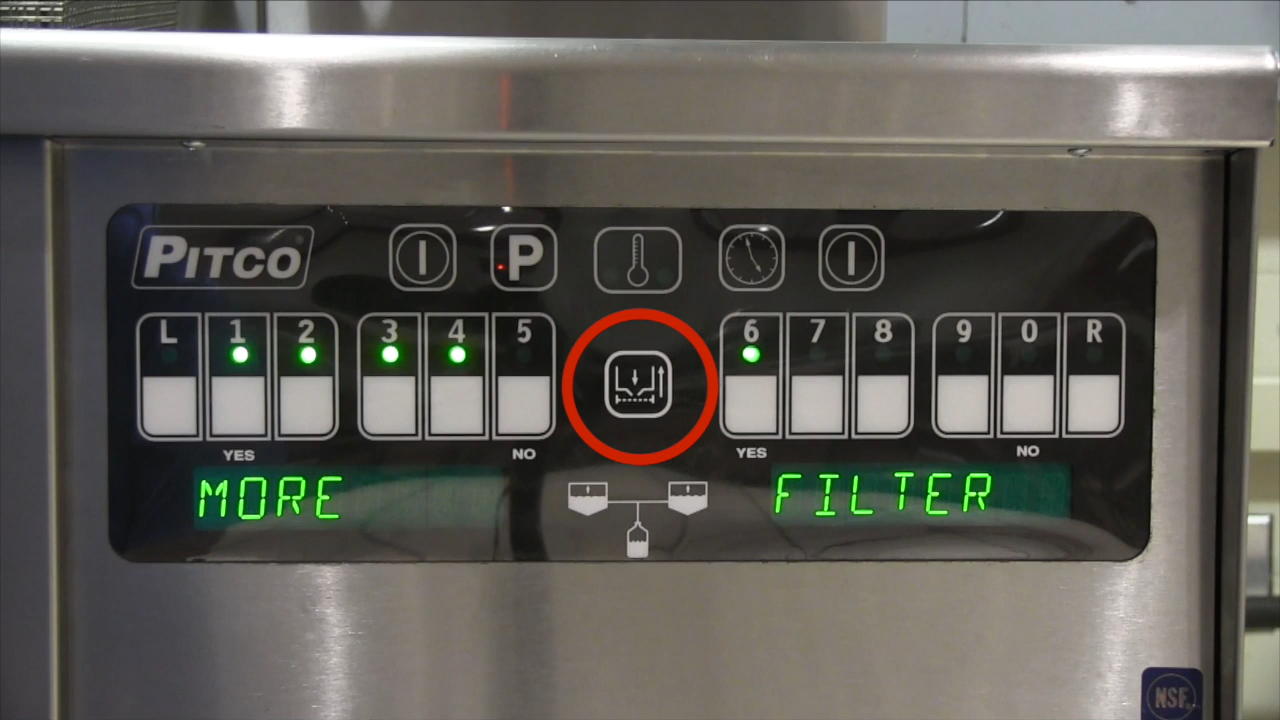 PITCO
P
L 1 2 3 4 5 6 7 8 9 0 R
YES NO YES NO
MORE FILTER
NSF